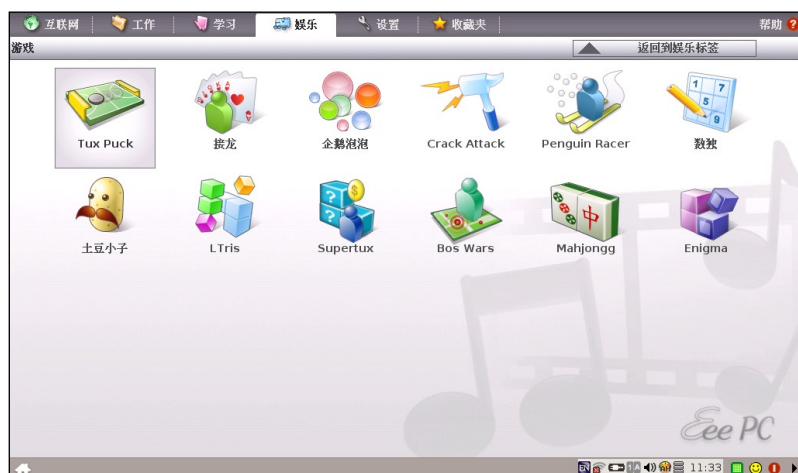 互联网 工作 学习 娱乐 设置 收藏夹 帮助 ?
游戏 返回到娱乐标签
Tux Puck 接龙 企鹅泡泡 Crack Attack Penguin Racer 数独
土豆小子 LTris Supertux Bos Wars Mahjongg Enigma
Eee PC
EN 1A 11:33